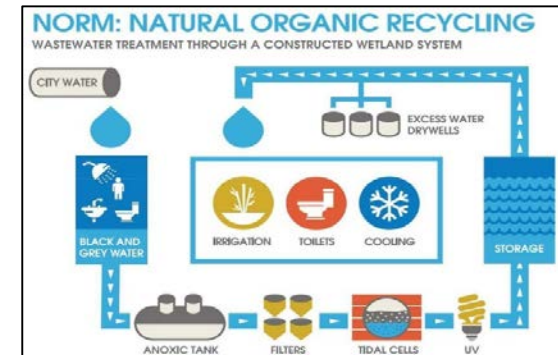 NORM: NATURAL ORGANIC RECYCLING
WASTEWATER TREATMENT THROUGH A CONSTRUCTED WETLAND SYSTEM
CITY WATER
EXCESS WATER
DRYWELLS
BLACK AND
GREY WATER
IRRIGATION
TOILETS
COOLING
STORAGE
ANOXIC TANK
FILTERS
TIDAL CELLS
UV